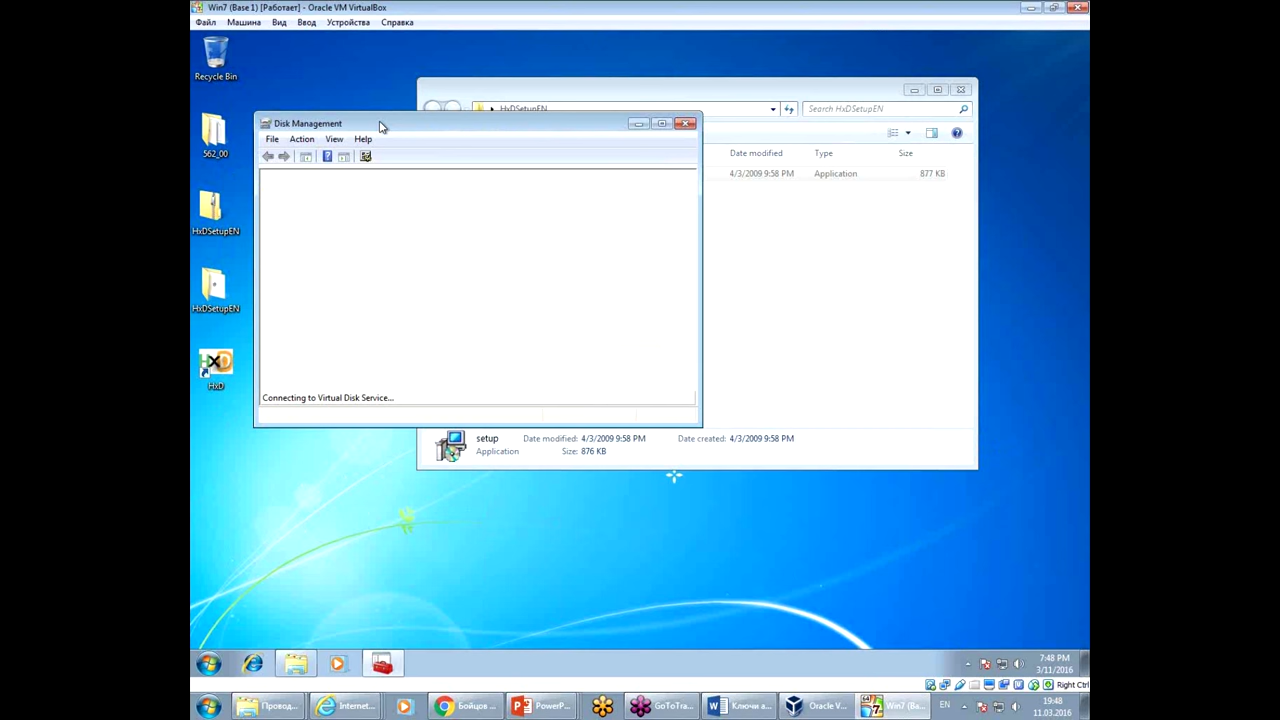 Win7 (Base 1) [Работает] - Oracle VM VirtualBox
Файл Машина Вид Ввод Устройства Справка
Recycle Bin
562_00
HxDSetupEN
HxDSetupEN
HxD
HxDSetupEN
Search HxDSetupEN
Disk Management
File Action View Help
Date modified Type Size
4/3/2009 9:58 PM Application 877 KB
Connecting to Virtual Disk Service...
setup Date modified: 4/3/2009 9:58 PM Date created: 4/3/2009 9:58 PM
Application Size: 876 KB
7:48 PM
3/11/2016
Right Ctrl
Провод... Internet... Бойцов ... PowerP... GoToTra... Ключи а... Oracle V... Win7 (Ba... EN
19:48
11.03.2016